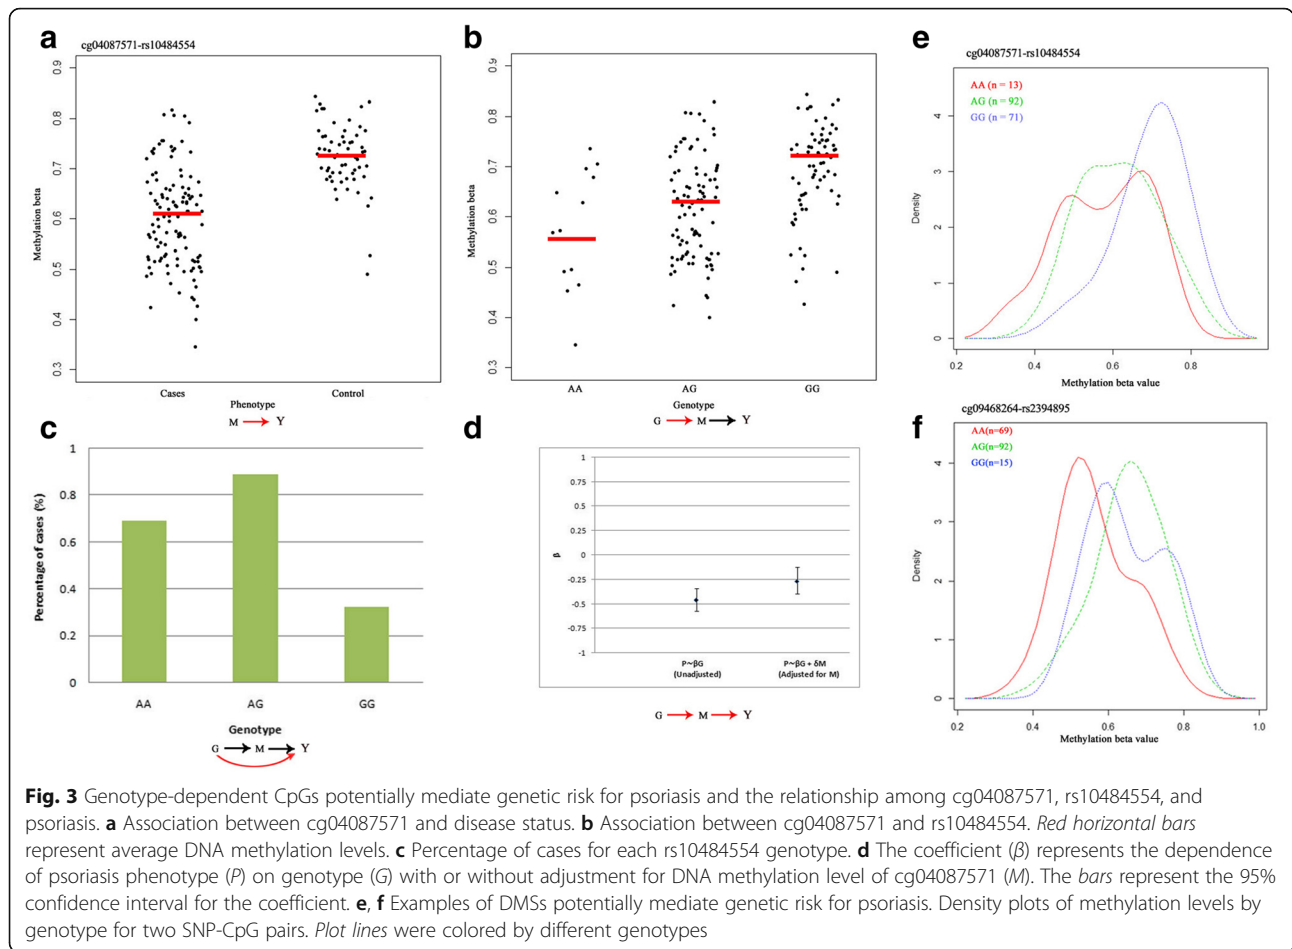 a
cg04087571-rs10484554
Methylation beta
0.9
0.8
0.7
0.6
0.5
0.4
0.3
Cases
Control
Phenotype
M Y
b
Methylation beta
0.9
0.8
0.7
0.6
0.5
0.4
0.3
AA
AG
GG
Genotype
G M Y
e
cg04087571-rs10484554
AA (n = 13)
AG (n = 92)
GG (n = 71)
Density
4
3
2
1
0
0.2
0.4
0.6
0.8
Methylation beta value
c
Percentage of cases (%)
1
0.8
0.6
0.4
0.2
0
AA
AG
GG
Genotype
G M Y
d
β
1
0.75
0.5
0.25
0
-0.25
-0.5
-0.75
-1
P~βG
(Unadjusted)
P~βG + δM
(Adjusted for M)
G M Y
f
cg09468264-rs2394895
AA(n=69)
AG(n=92)
GG(n=15)
Density
4
3
2
1
0
0.2
0.4
0.6
0.8
1.0
Methylation beta value
Fig. 3 Genotype-dependent CpGs potentially mediate genetic risk for psoriasis and the relationship among cg04087571, rs10484554, and
psoriasis. a Association between cg04087571 and disease status. b Association between cg04087571 and rs10484554. Red horizontal bars
represent average DNA methylation levels. c Percentage of cases for each rs10484554 genotype. d The coefficient (β) represents the dependence
of psoriasis phenotype (P) on genotype (G) with or without adjustment for DNA methylation level of cg04087571 (M). The bars represent the 95%
confidence interval for the coefficient. e, f Examples of DMSs potentially mediate genetic risk for psoriasis. Density plots of methylation levels by
genotype for two SNP-CpG pairs. Plot lines were colored by different genotypes